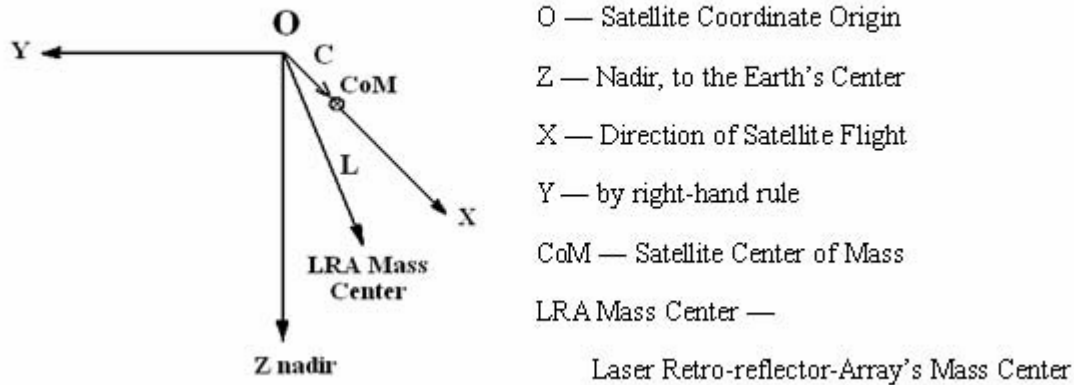 O
Y
C
CoM
L
X
LRA Mass
Center
Z nadir
O — Satellite Coordinate Origin
Z — Nadir, to the Earth's Center
X — Direction of Satellite Flight
Y — by right-hand rule
CoM — Satellite Center of Mass
LRA Mass Center —
Laser Retro-reflector-Array's Mass Center